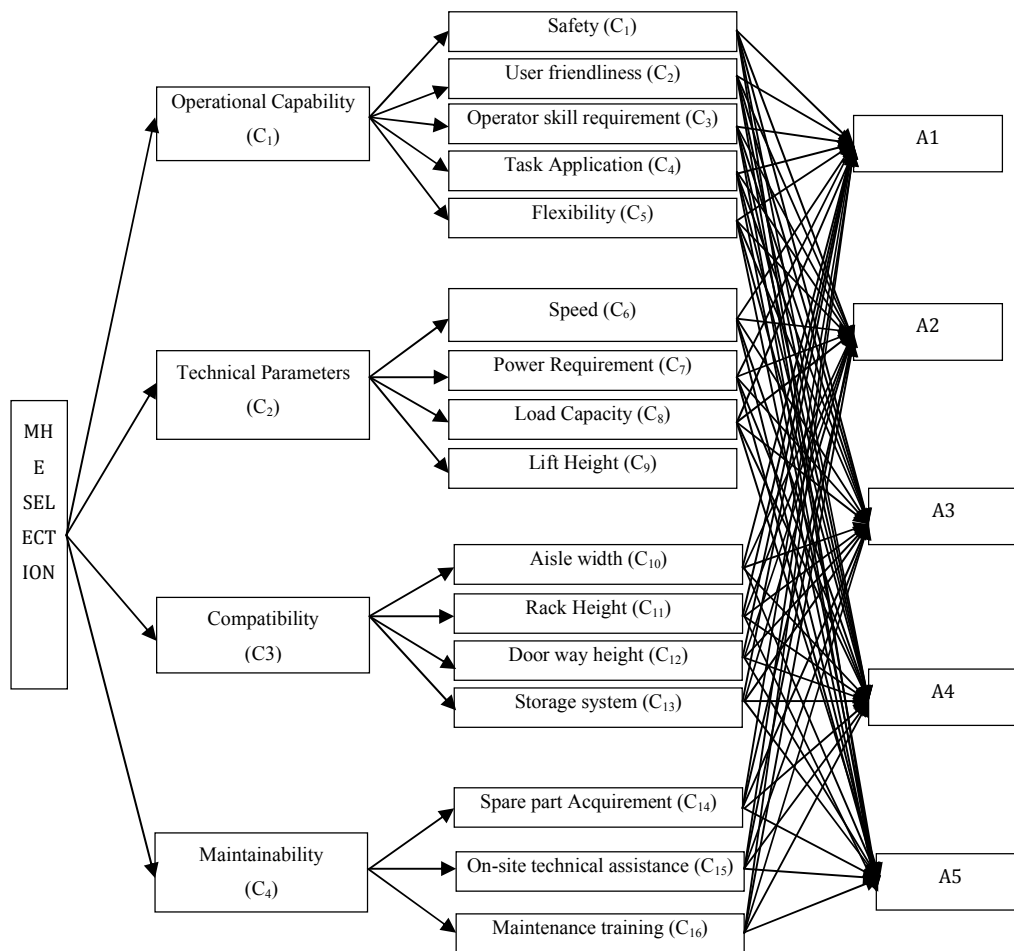 MH
E
SEL
ECT
ION
Operational Capability
(C₁)
Technical Parameters
(C₂)
Compatibility
(C3)
Maintainability
(C₄)
Safety (C₁)
User friendliness (C₂)
Operator skill requirement (C₃)
Task Application (C₄)
Flexibility (C₅)
Speed (C₆)
Power Requirement (C₇)
Load Capacity (C₈)
Lift Height (C₉)
Aisle width (C₁₀)
Rack Height (C₁₁)
Door way height (C₁₂)
Storage system (C₁₃)
Spare part Acquirement (C₁₄)
On-site technical assistance (C₁₅)
Maintenance training (C₁₆)
A1
A2
A3
A4
A5